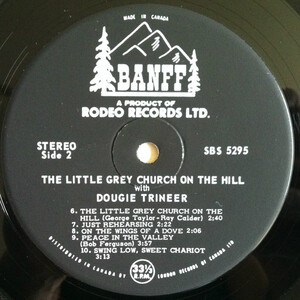 MADE IN CANADA
BANFF
A PRODUCT OF
RODEO RECORDS LTD.
STEREO
Side 2
SBS 5295
THE LITTLE GREY CHURCH ON THE HILL
with
DOUGIE TRINEER
6. THE LITTLE GREY CHURCH ON THE
HILL (George Taylor-Ray Calder) 2:40
7. JUST REHEARSING 2:22
8. ON THE WINGS OF A DOVE 2:06
9. PEACE IN THE VALLEY
(Bob Ferguson) 3:57
10. SWING LOW, SWEET CHARIOT
3:13
33⅓
R.P.M.
DISTRIBUTED IN CANADA BY LONDON RECORDS OF CANADA LTD.